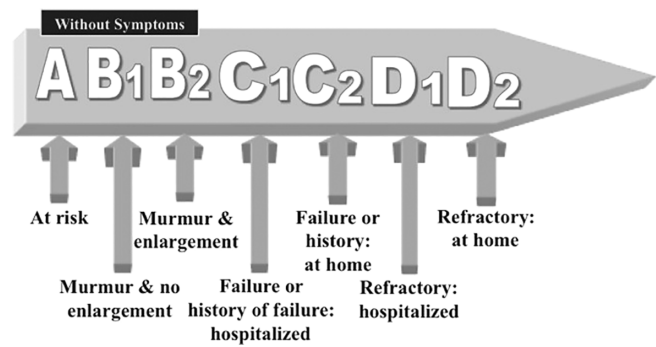 Without Symptoms
A B1 B2 C1 C2 D1 D2
At risk
Murmur & no
enlargement
Murmur &
enlargement
Failure or
history of failure:
hospitalized
Failure or
history:
at home
Refractory:
hospitalized
Refractory:
at home